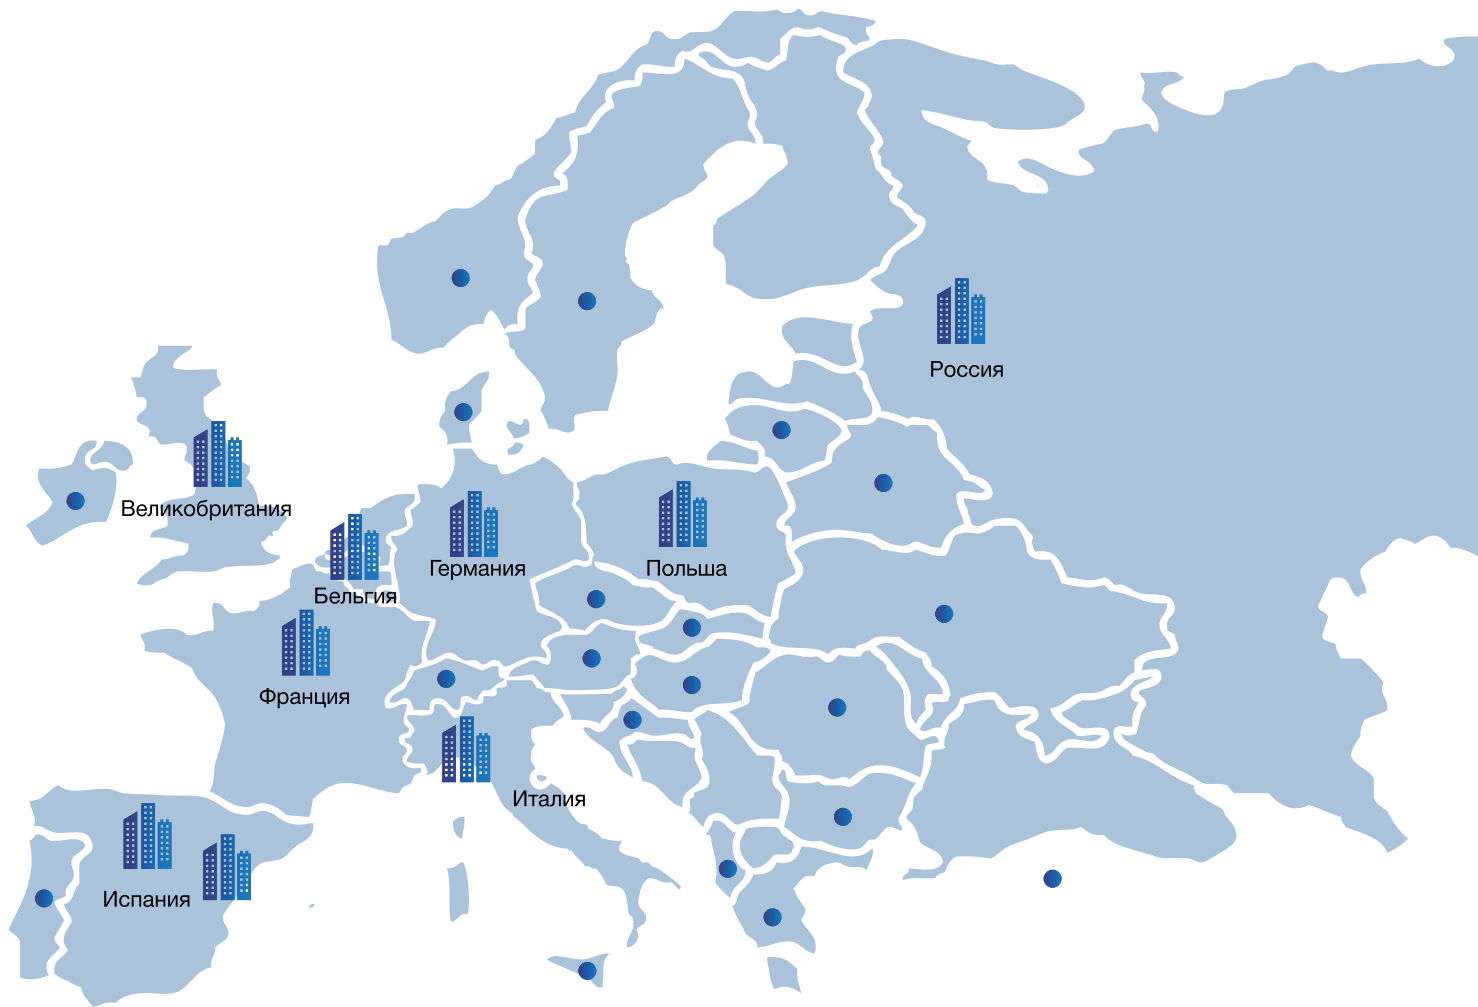 Россия
Великобритания
Германия
Польша
Бельгия
Франция
Италия
Испания